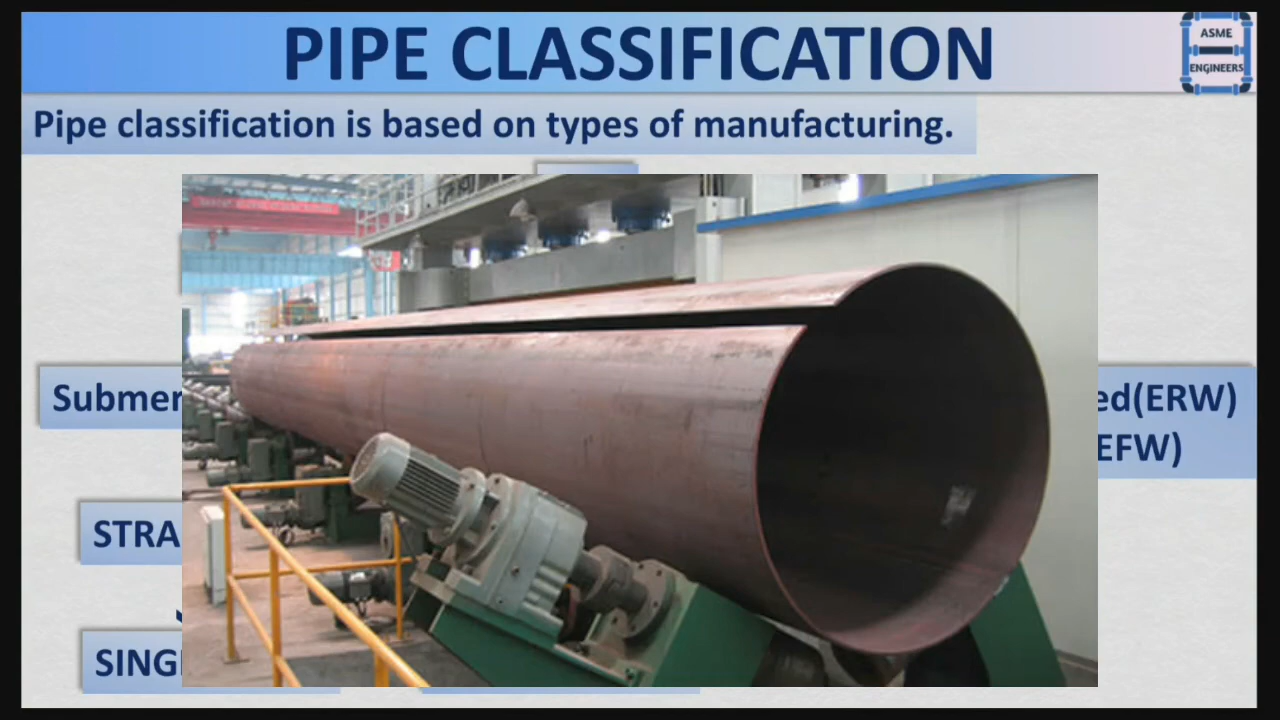 PIPE CLASSIFICATION
ASME
ENGINEERS
Pipe classification is based on types of manufacturing.
Submer
ed(ERW)
EFW)
STRA
SING